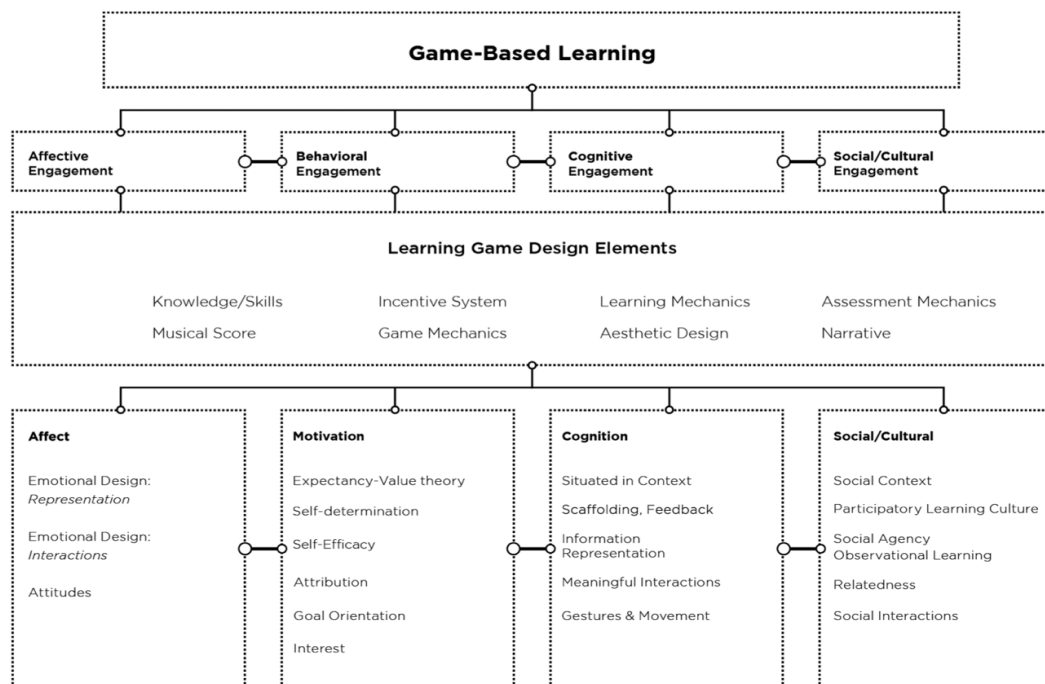 Game-Based Learning
Affective
Engagement
Behavioral
Engagement
Cognitive
Engagement
Social/Cultural
Engagement
Learning Game Design Elements
Knowledge/Skills
Incentive System
Learning Mechanics
Assessment Mechanics
Musical Score
Game Mechanics
Aesthetic Design
Narrative
Affect
Emotional Design:
Representation
Emotional Design:
Interactions
Attitudes
Motivation
Expectancy-Value theory
Self-determination
Self-Efficacy
Attribution
Goal Orientation
Interest
Cognition
Situated in Context
Scaffolding, Feedback
Information
Representation
Meaningful Interactions
Gestures & Movement
Social/Cultural
Social Context
Participatory Learning Culture
Social Agency
Observational Learning
Relatedness
Social Interactions